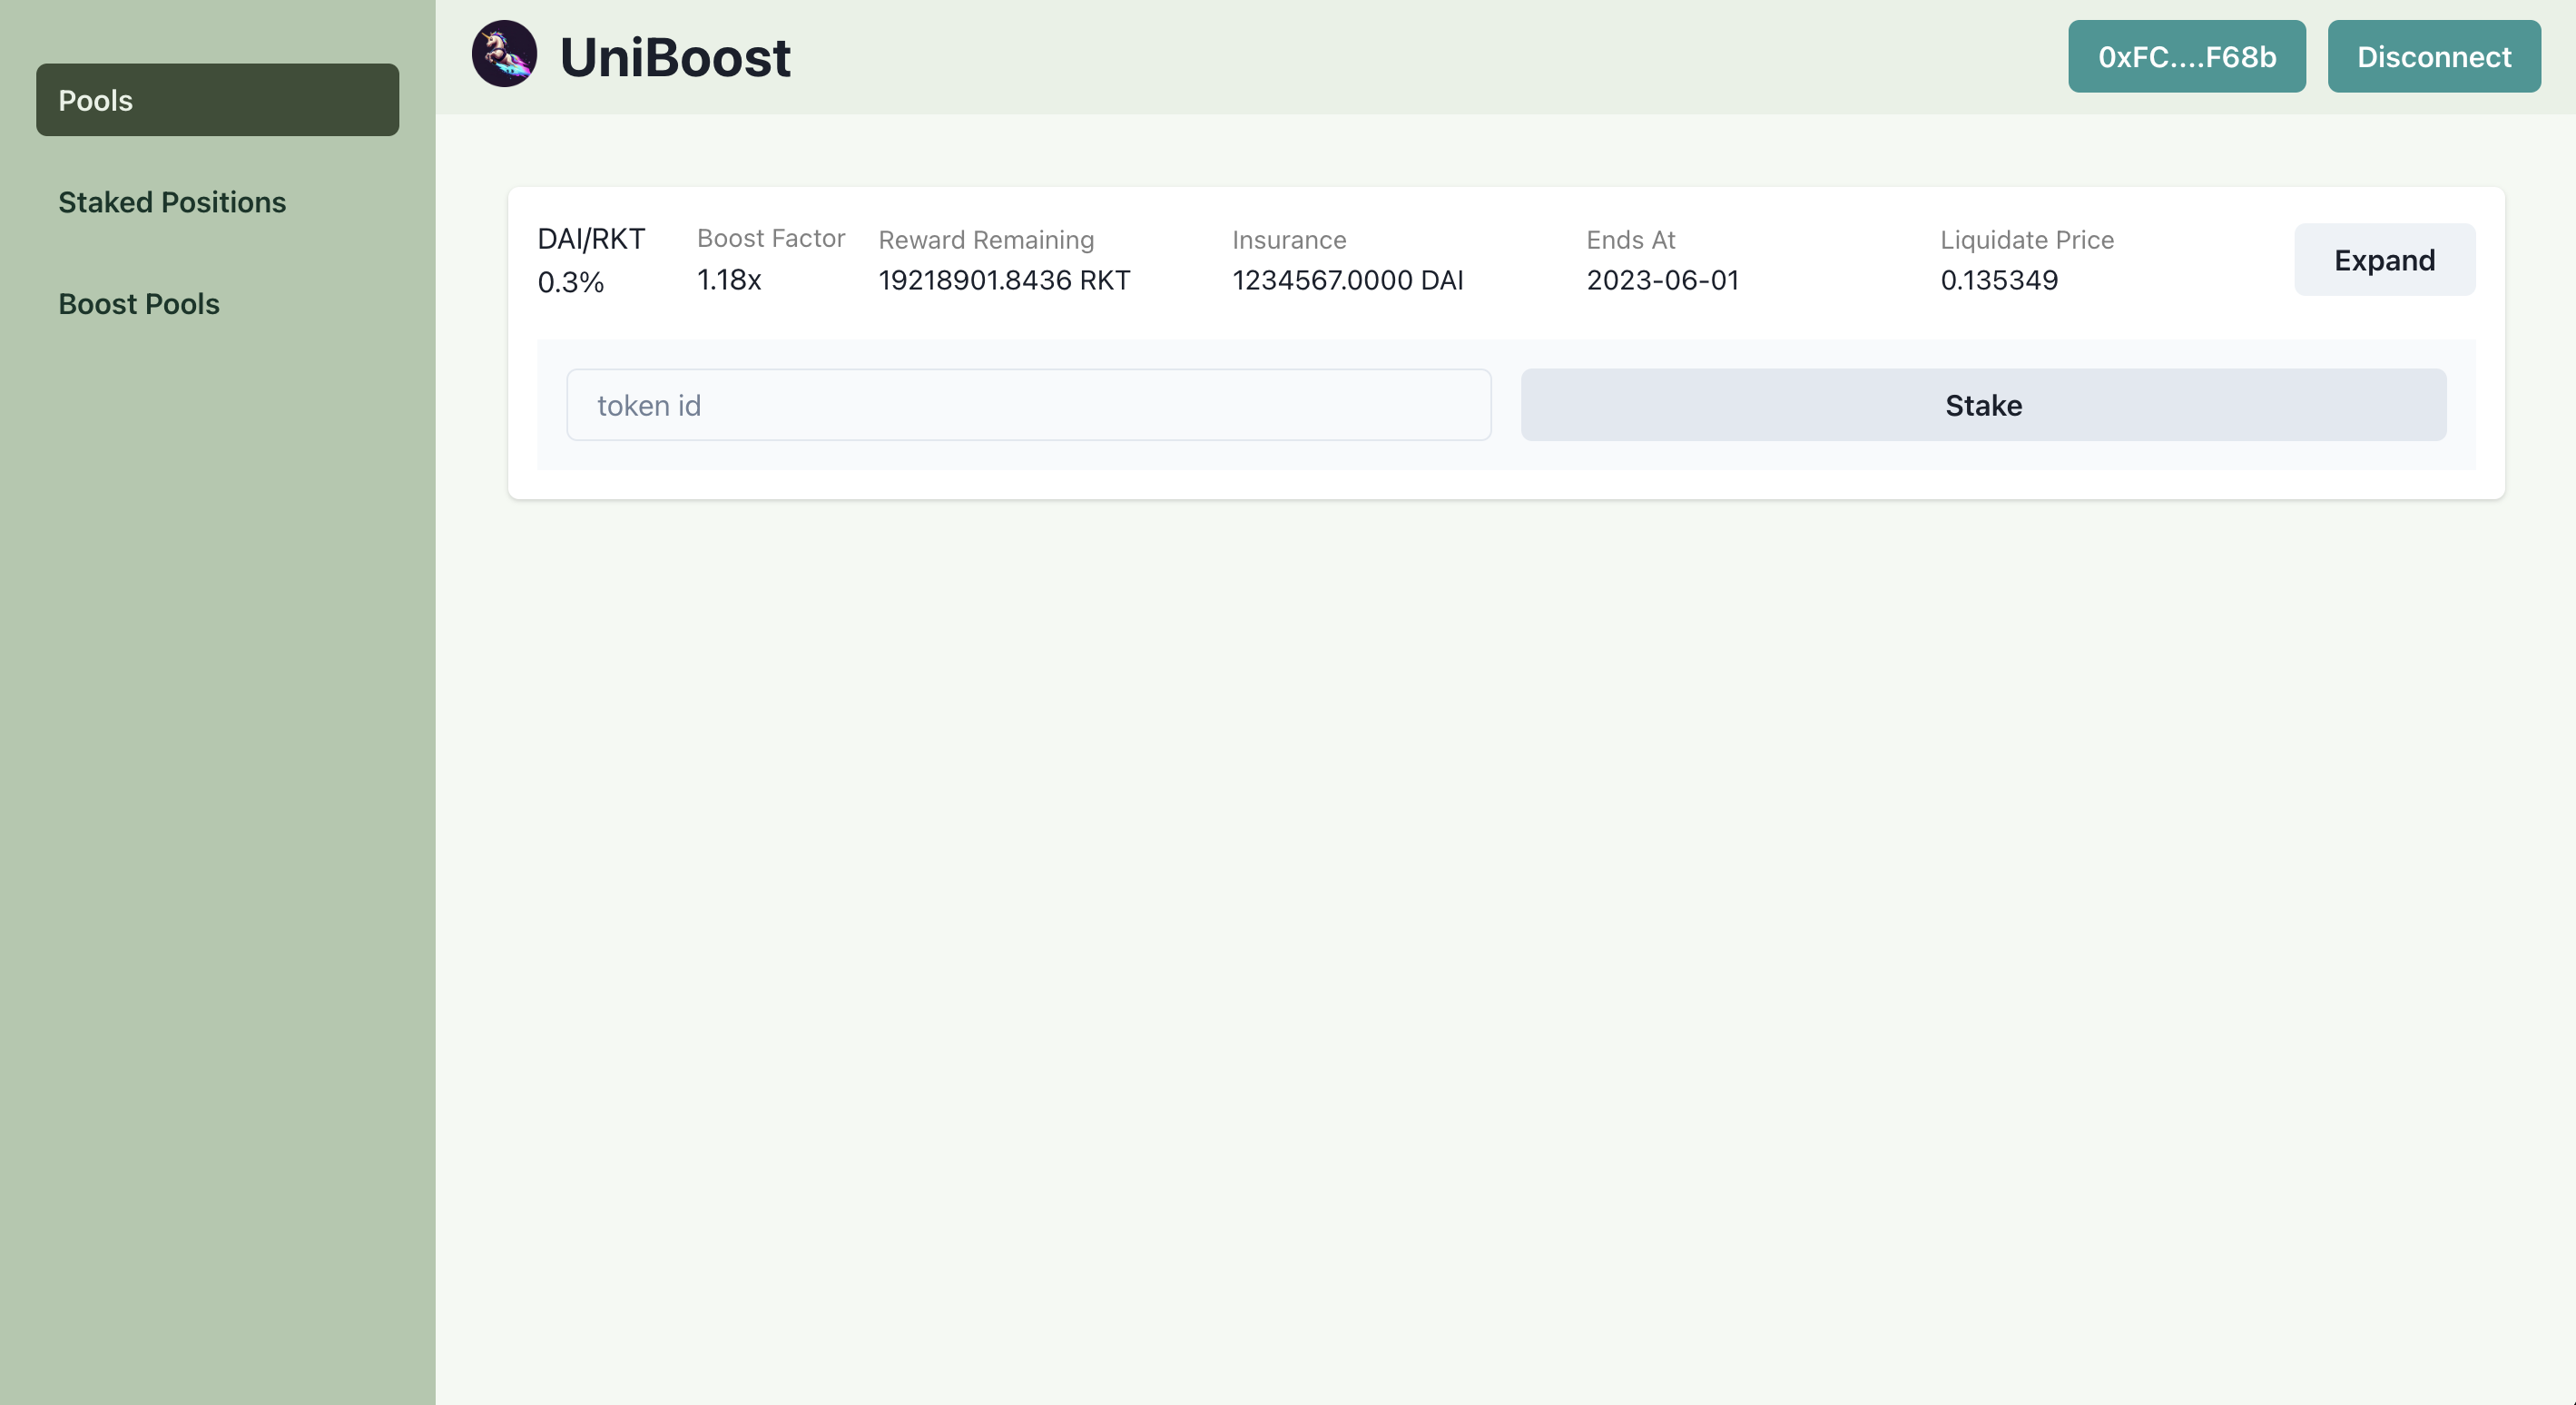 Pools
Staked Positions
Boost Pools
UniBoost
0xFC....F68b
Disconnect
DAI/RKT
0.3%
Boost Factor
1.18x
Reward Remaining
19218901.8436 RKT
Insurance
1234567.0000 DAI
Ends At
2023-06-01
Liquidate Price
0.135349
Expand
token id
Stake